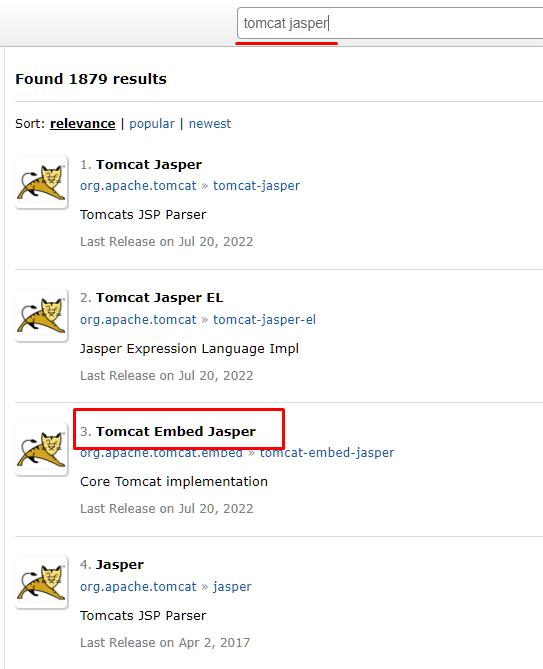 tomcat jasper
Found 1879 results
Sort: relevance | popular | newest
1. Tomcat Jasper
org.apache.tomcat » tomcat-jasper
Tomcats JSP Parser
Last Release on Jul 20, 2022
2. Tomcat Jasper EL
org.apache.tomcat » tomcat-jasper-el
Jasper Expression Language Impl
Last Release on Jul 20, 2022
3. Tomcat Embed Jasper
org.apache.tomcat.embed » tomcat-embed-jasper
Core Tomcat implementation
Last Release on Jul 20, 2022
4. Jasper
org.apache.tomcat » jasper
Tomcats JSP Parser
Last Release on Apr 2, 2017